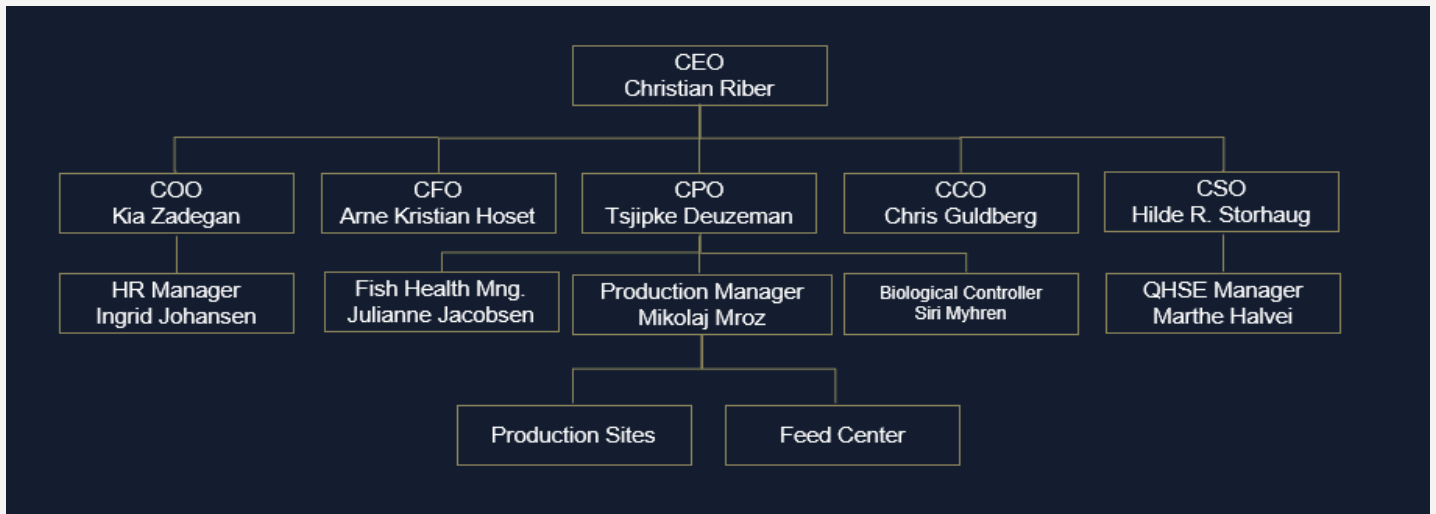 CEO
Christian Riber
COO
Kia Zadegan
CFO
Arne Kristian Hoset
CPO
Tsjipke Deuzeman
CCO
Chris Guldberg
CSO
Hilde R. Storhaug
HR Manager
Ingrid Johansen
Fish Health Mng.
Julianne Jacobsen
Production Manager
Mikolaj Mroz
Biological Controller
Siri Myhren
QHSE Manager
Marthe Halvei
Production Sites
Feed Center